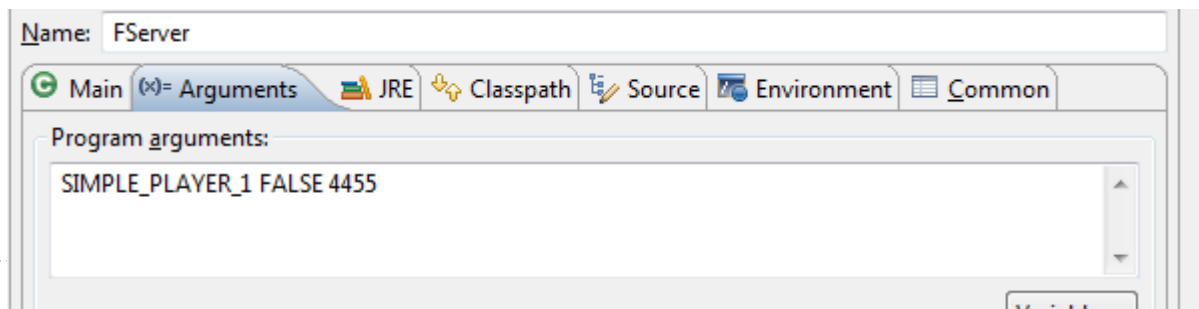 Name: FServer
Main (x)= Arguments JRE Classpath Source Environment Common
Program arguments:
SIMPLE_PLAYER_1 FALSE 4455